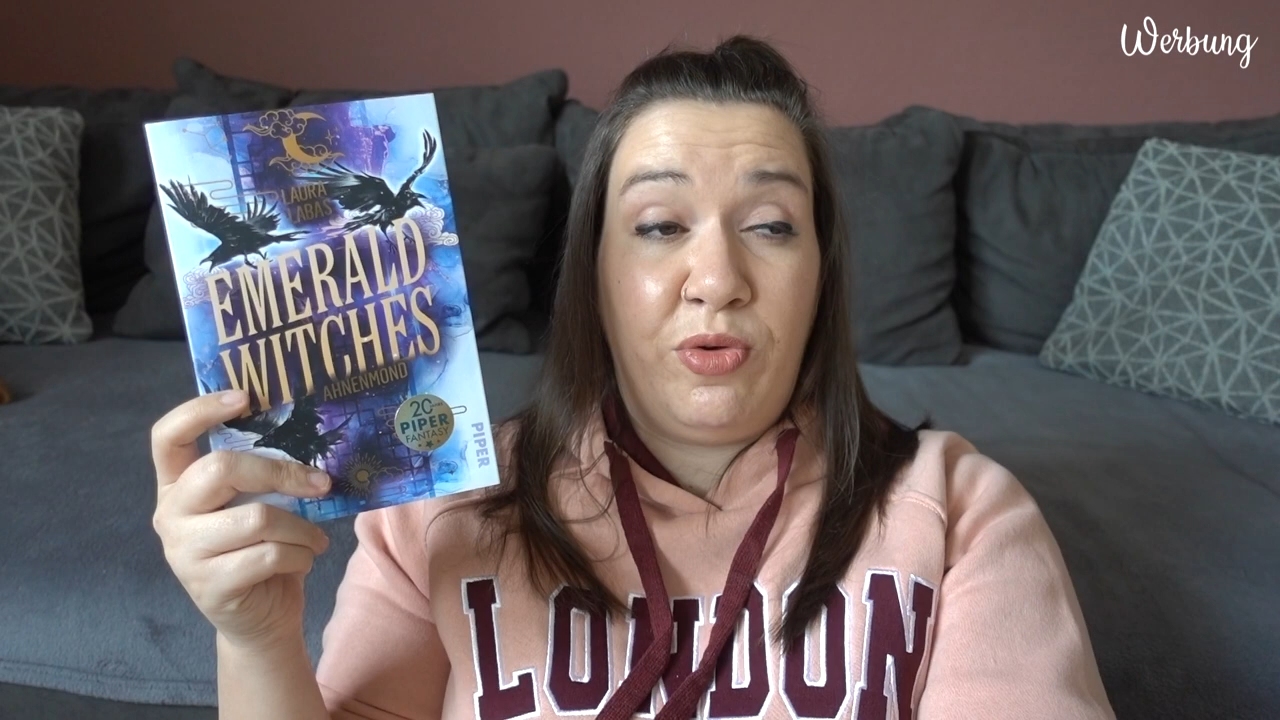 Werbung
LAURA
LABAS
EMERALD
WITCHES
AHNENMOND
20
PIPER
FANTASY
PIPER
LONDON